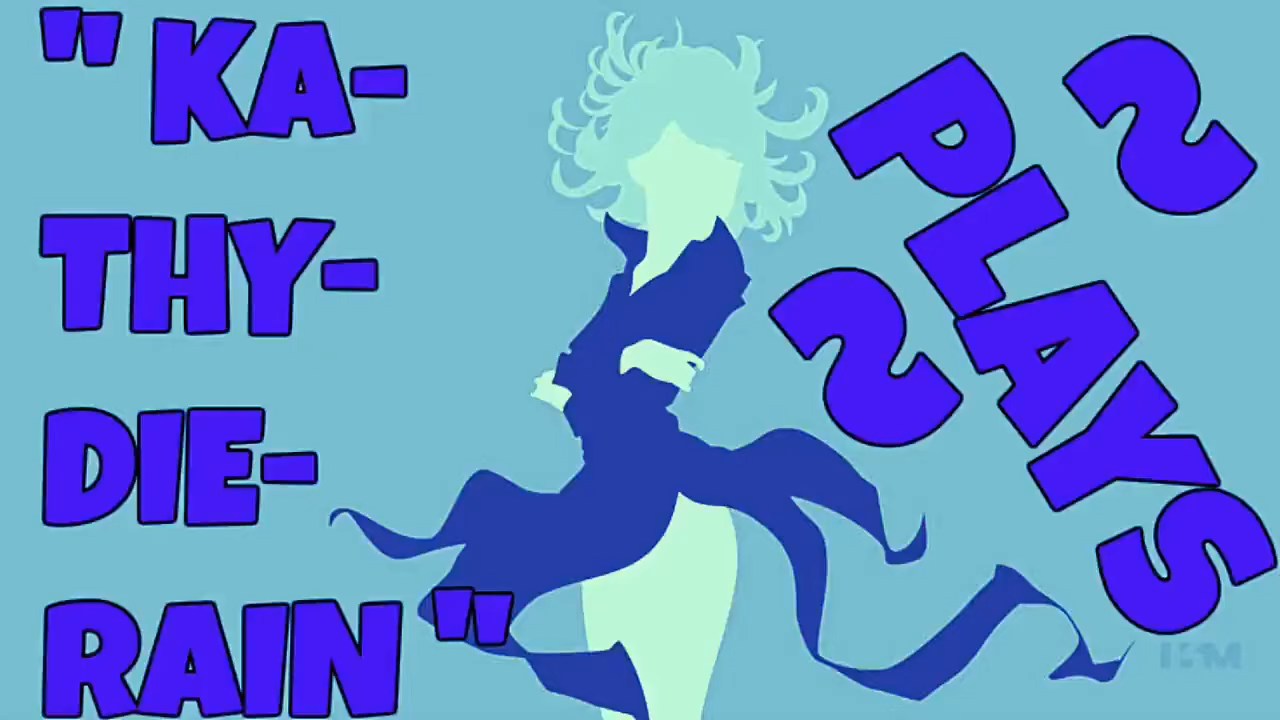 "KA-
THY-
DIE-
RAIN"
PLAYS